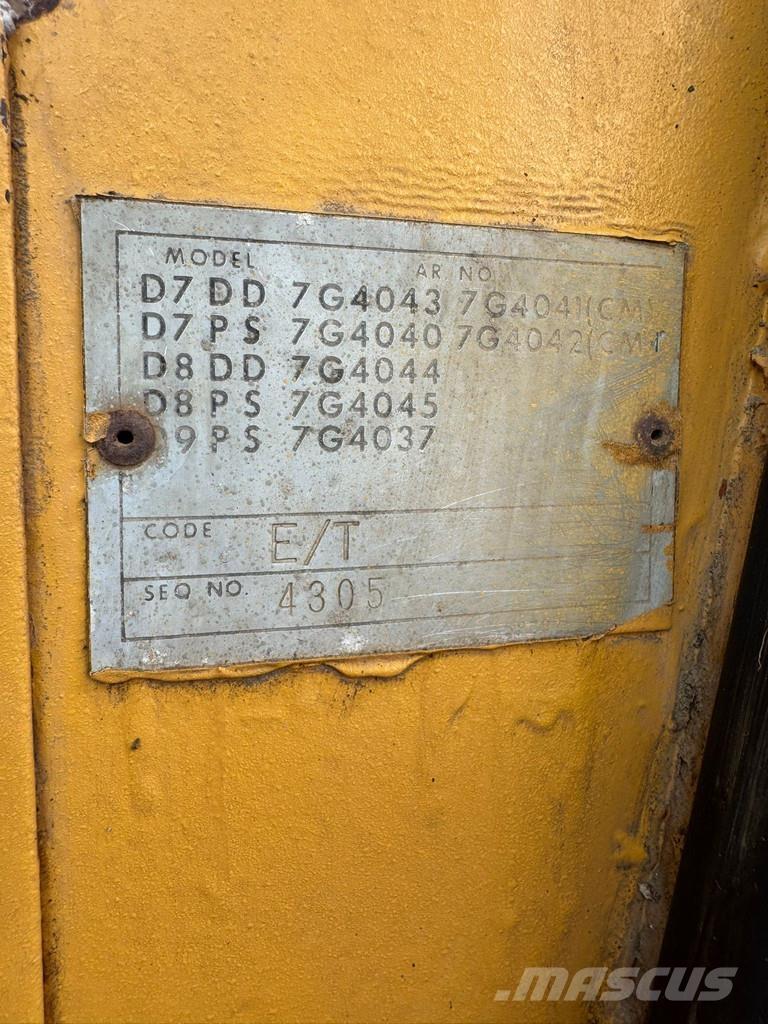 MODEL AR NO.
D7 DD 7G4043 7G4041(CM)
D7 PS 7G4040 7G4042(CM)
D8 DD 7G4044
D8 PS 7G4045
9 PS 7G4037
CODE E/T
SEQ NO. 4305
MASCUS